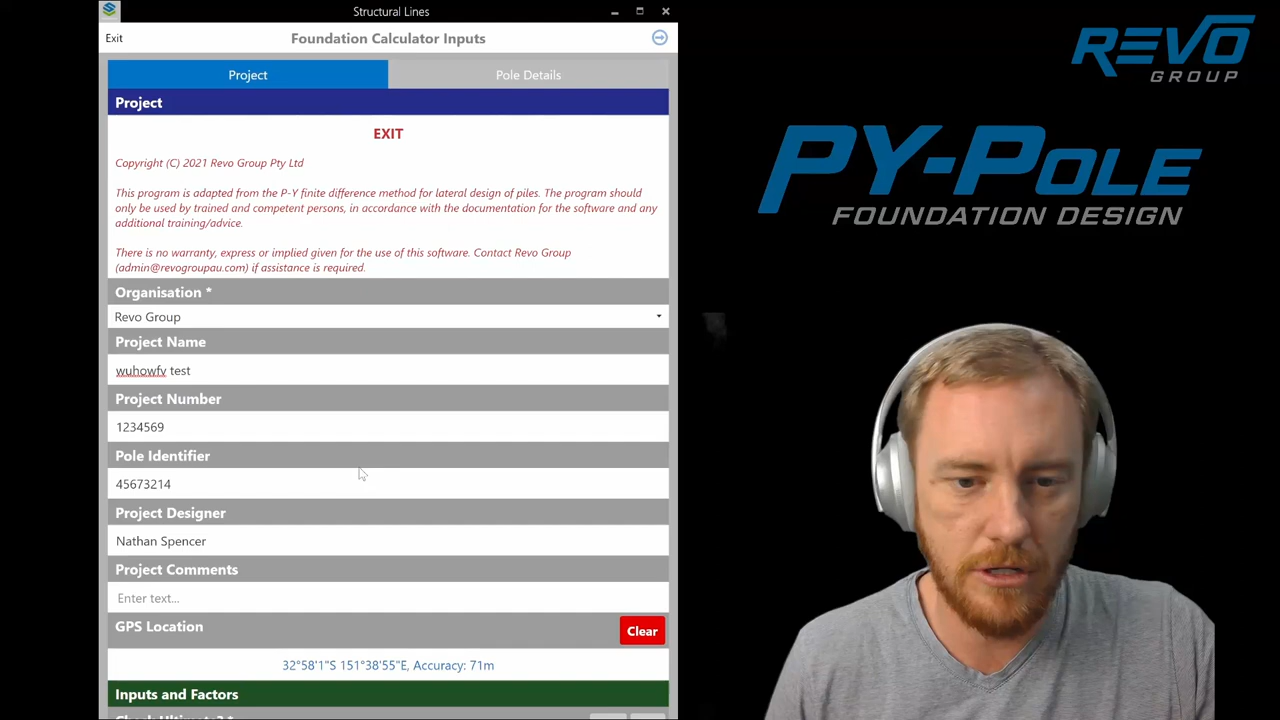 Structural Lines
Exit
Foundation Calculator Inputs
Project
Pole Details
Project
EXIT
Copyright (C) 2021 Revo Group Pty Ltd
This program is adapted from the P-Y finite difference method for lateral design of piles. The program should
only be used by trained and competent persons, in accordance with the documentation for the software and any
additional training/advice.
There is no warranty, express or implied given for the use of this software. Contact Revo Group
(admin@revogroupau.com) if assistance is required.
Organisation *
Revo Group
Project Name
wuhowfv test
Project Number
1234569
Pole Identifier
45673214
Project Designer
Nathan Spencer
Project Comments
Enter text...
GPS Location
Clear
32°58'1"S 151°38'55"E, Accuracy: 71m
Inputs and Factors
Check Ultimate? *
REVO
GROUP
PY-POLE
FOUNDATION DESIGN